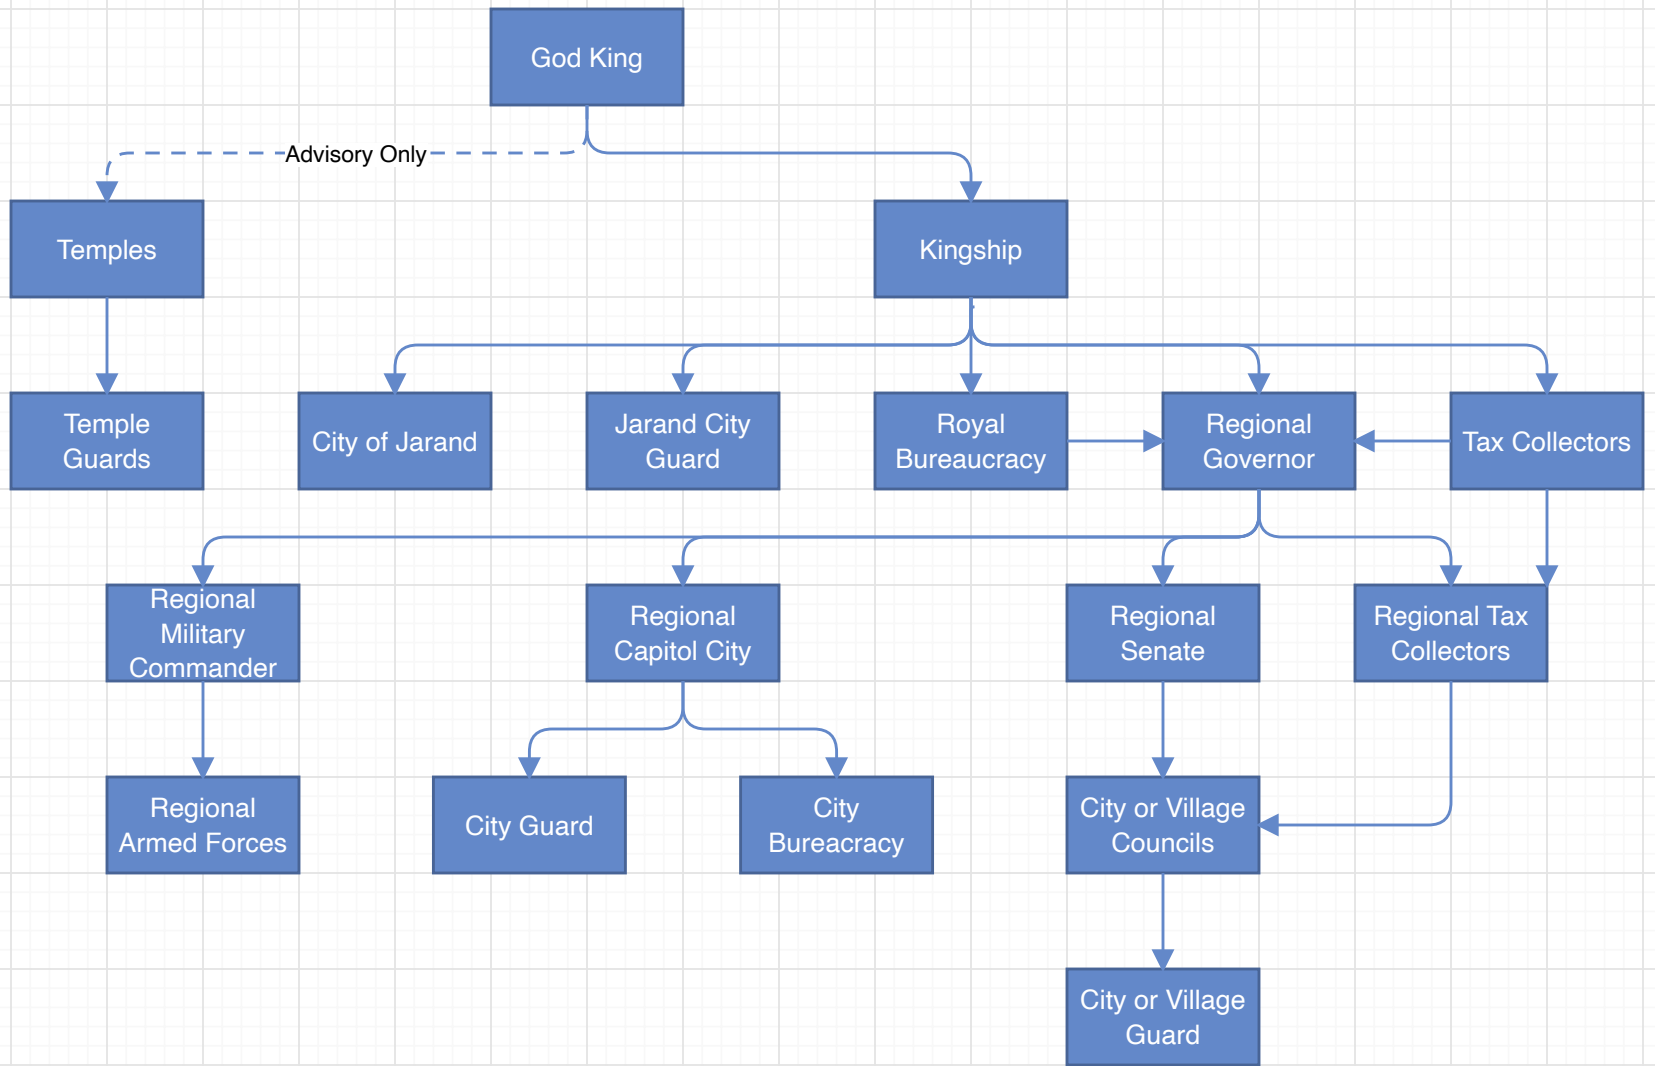 God King
Advisory Only
Temples
Kingship
Temple
Guards
City of Jarand
Jarand City
Guard
Royal
Bureaucracy
Regional
Governor
Tax Collectors
Regional
Military
Commander
Regional
Capitol City
Regional
Senate
Regional Tax
Collectors
Regional
Armed Forces
City Guard
City
Bureacracy
City or Village
Councils
City or Village
Guard